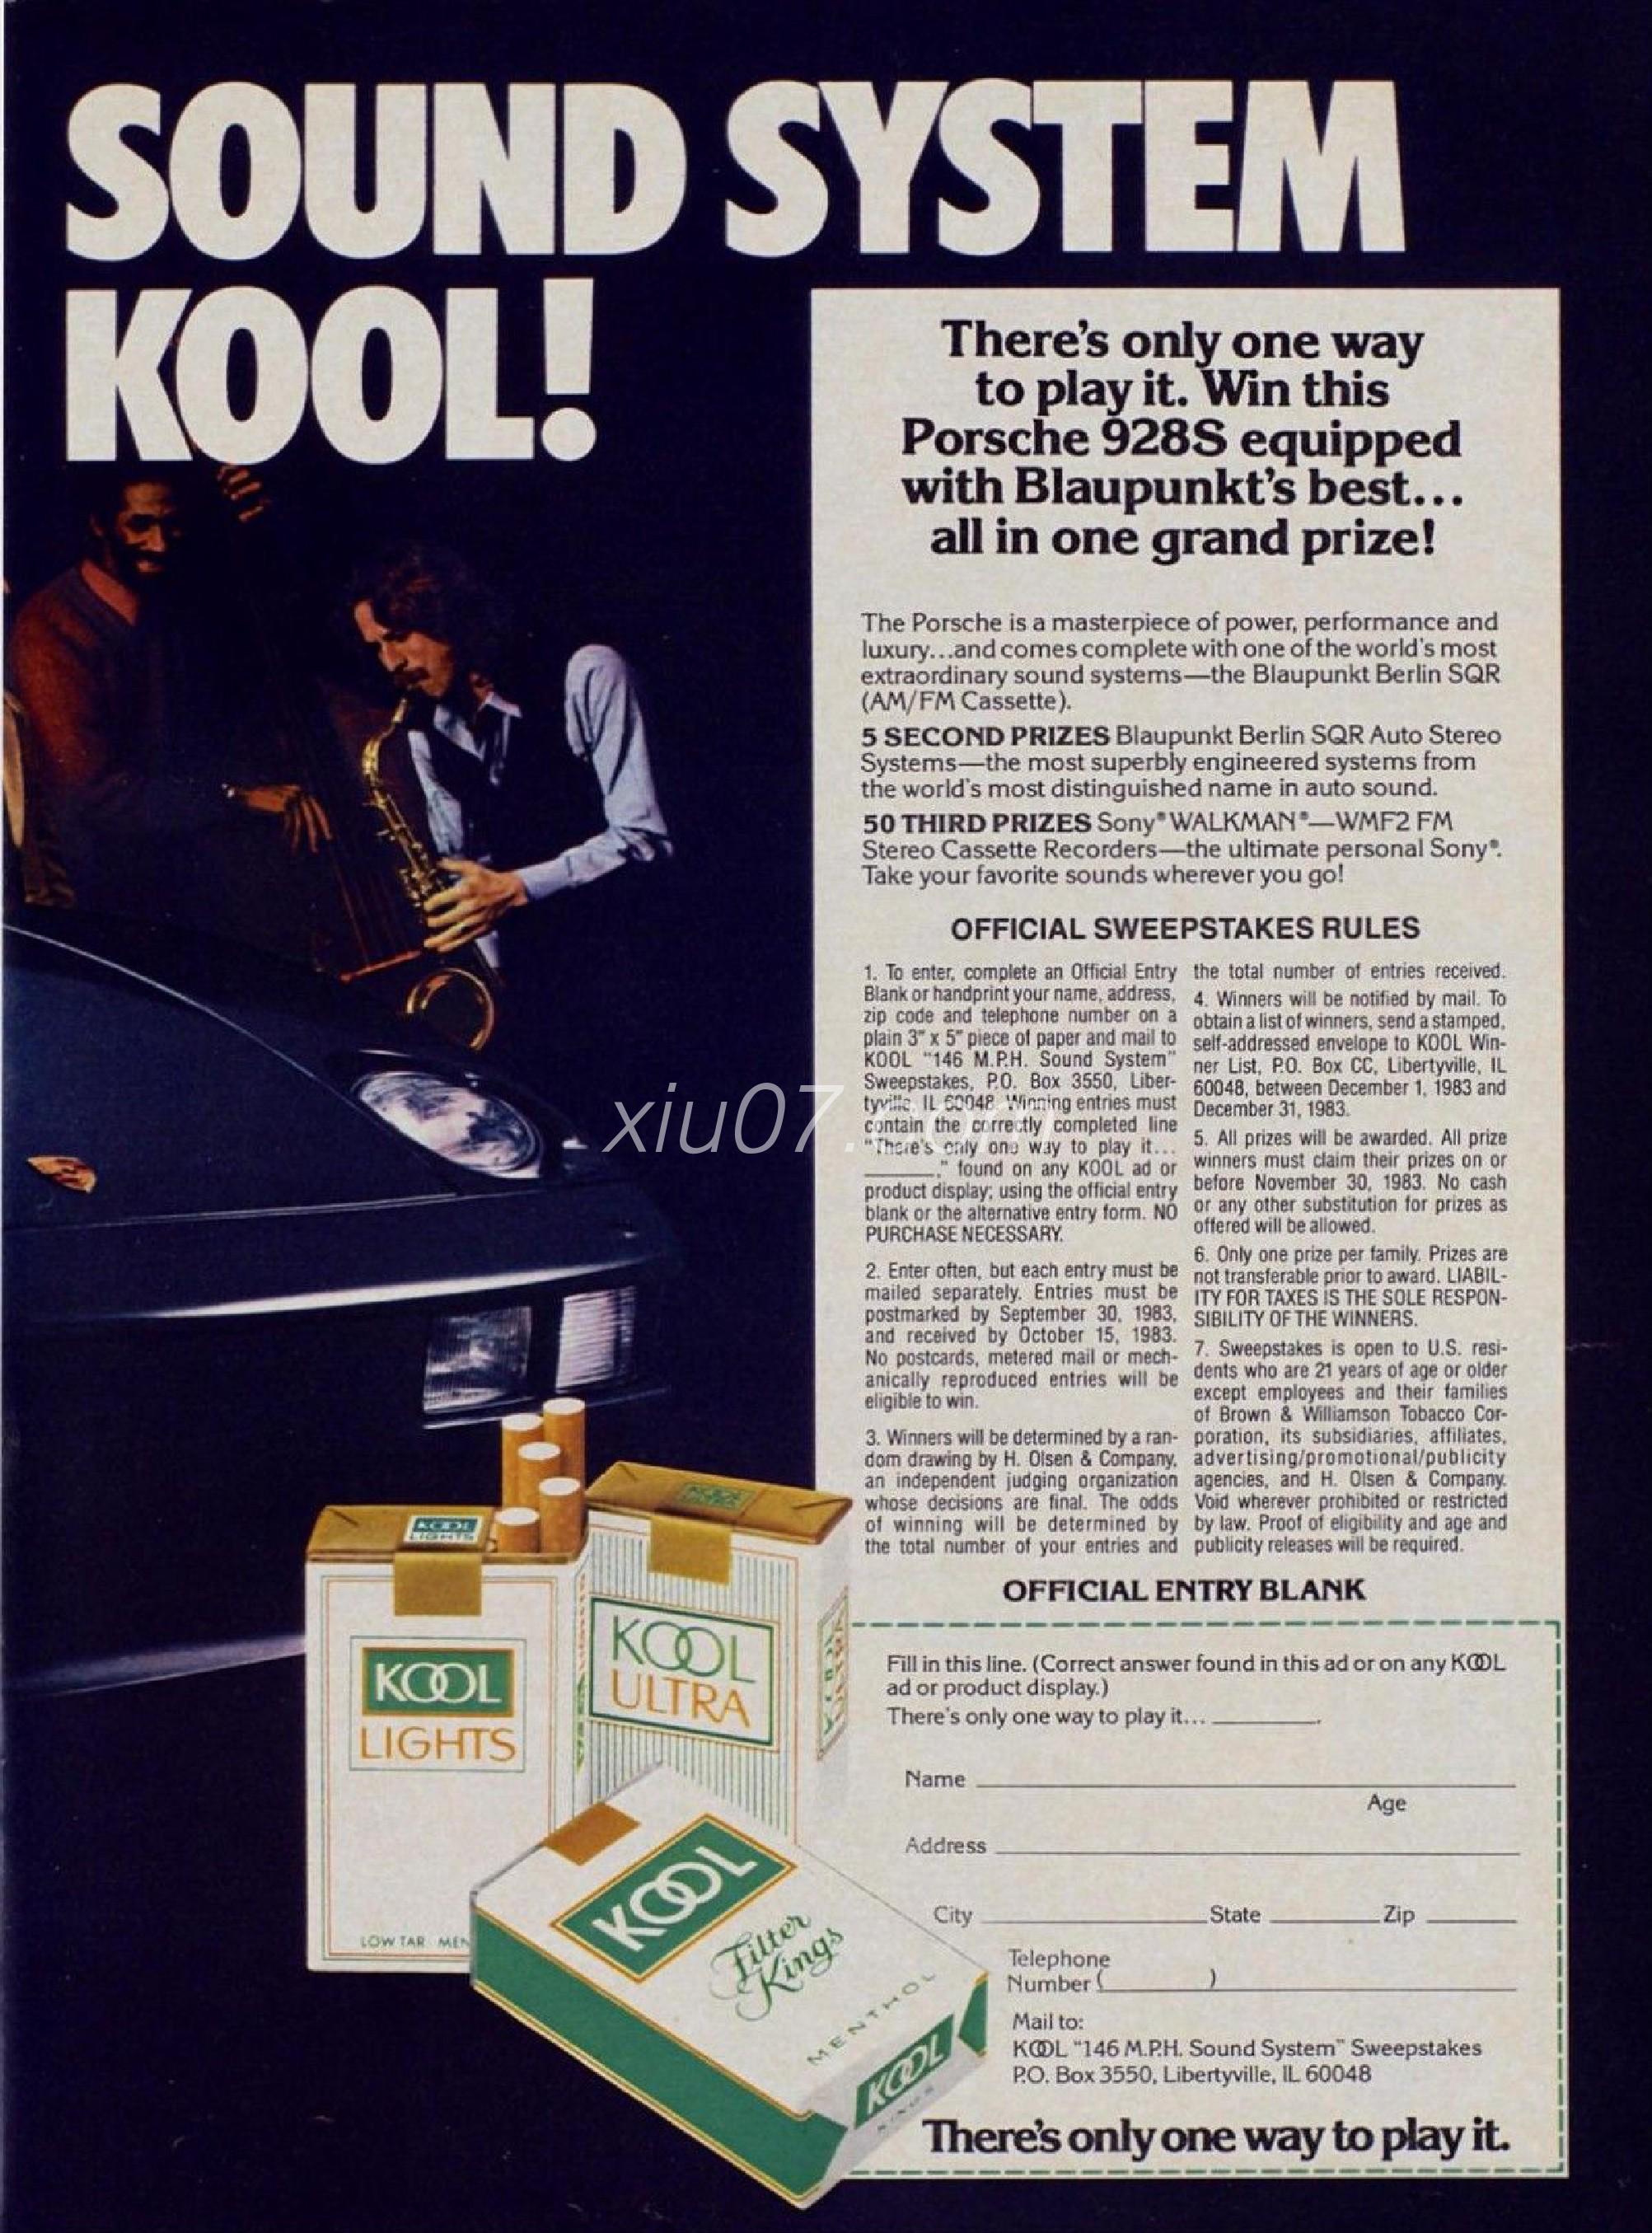 SOUND SYSTEM
KOOL!
There's only one way
to play it. Win this
Porsche 928S equipped
with Blaupunkt's best...
all in one grand prize!
The Porsche is a masterpiece of power, performance and
luxury...and comes complete with one of the world's most
extraordinary sound systems—the Blaupunkt Berlin SQR
(AM/FM Cassette).
5 SECOND PRIZES Blaupunkt Berlin SQR Auto Stereo
Systems—the most superbly engineered systems from
the world's most distinguished name in auto sound.
50 THIRD PRIZES Sony® WALKMAN®—WMF2 FM
Stereo Cassette Recorders—the ultimate personal Sony®.
Take your favorite sounds wherever you go!
OFFICIAL SWEEPSTAKES RULES
1. To enter, complete an Official Entry
Blank or handprint your name, address,
zip code and telephone number on a
plain 3" x 5" piece of paper and mail to
KOOL "146 M.P.H. Sound System"
Sweepstakes, P.O. Box 3550, Liber-
tyville, IL 60048. Winning entries must
contain the correctly completed line
"There's only one way to play it...
________," found on any KOOL ad or
product display; using the official entry
blank or the alternative entry form. NO
PURCHASE NECESSARY.
2. Enter often, but each entry must be
mailed separately. Entries must be
postmarked by September 30, 1983,
and received by October 15, 1983.
No postcards, metered mail or mech-
anically reproduced entries will be
eligible to win.
3. Winners will be determined by a ran-
dom drawing by H. Olsen & Company,
an independent judging organization
whose decisions are final. The odds
of winning will be determined by
the total number of your entries and
the total number of entries received.
4. Winners will be notified by mail. To
obtain a list of winners, send a stamped,
self-addressed envelope to KOOL Win-
ner List, P.O. Box CC, Libertyville, IL
60048, between December 1, 1983 and
December 31, 1983.
5. All prizes will be awarded. All prize
winners must claim their prizes on or
before November 30, 1983. No cash
or any other substitution for prizes as
offered will be allowed.
6. Only one prize per family. Prizes are
not transferable prior to award. LIABIL-
ITY FOR TAXES IS THE SOLE RESPON-
SIBILITY OF THE WINNERS.
7. Sweepstakes is open to U.S. resi-
dents who are 21 years of age or older
except employees and their families
of Brown & Williamson Tobacco Cor-
poration, its subsidiaries, affiliates,
advertising/promotional/publicity
agencies, and H. Olsen & Company.
Void wherever prohibited or restricted
by law. Proof of eligibility and age and
publicity releases will be required.
xiu07.com
OFFICIAL ENTRY BLANK
Fill in this line. (Correct answer found in this ad or on any KOOL
ad or product display.)
There's only one way to play it... ________.
Name
Age
Address
City State Zip
Telephone
Number ( )
Mail to:
KOOL "146 M.P.H. Sound System" Sweepstakes
P.O. Box 3550, Libertyville, IL 60048
There's only one way to play it.
KOOL
LIGHTS
KOOL
LIGHTS
LOW TAR
KOOL
ULTRA
KOOL
ULTRA
KOOL
Filter
Kings
MENTHOL
KOOL
KINGS